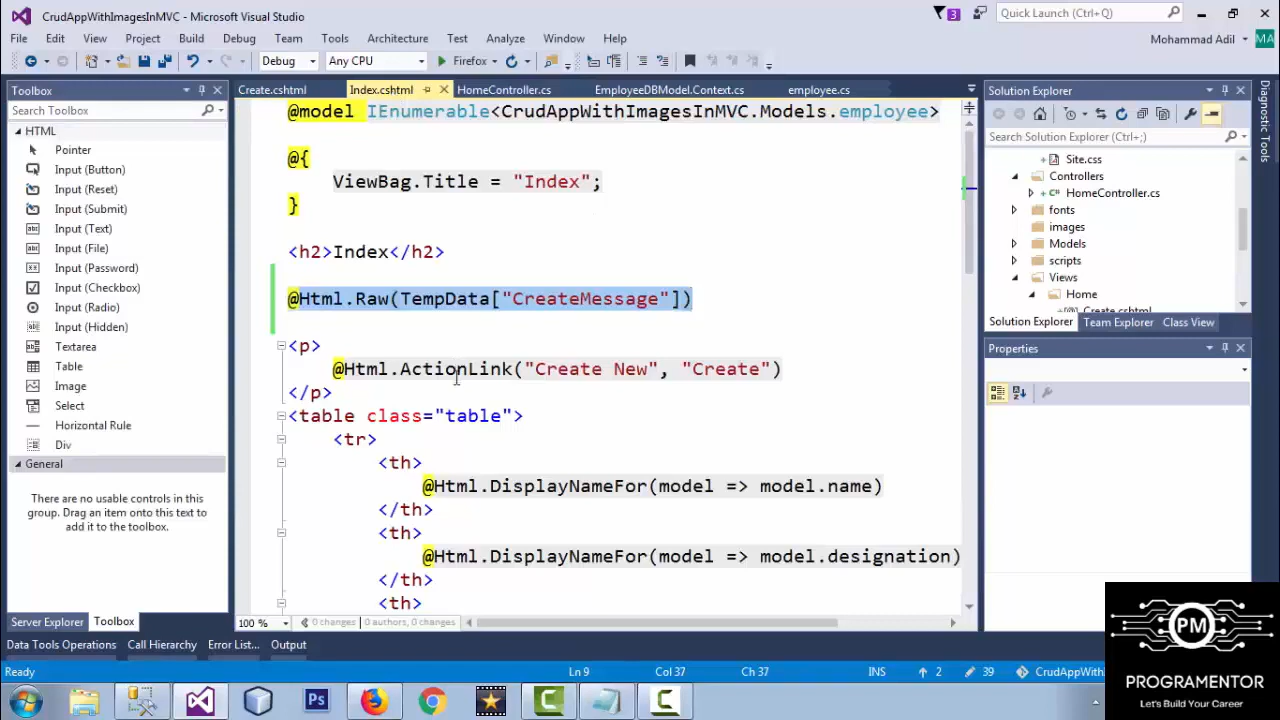 CrudAppWithImagesInMVC - Microsoft Visual Studio
3
Quick Launch (Ctrl+Q)
File Edit View Project Build Debug Team Tools Architecture Test Analyze Window Help
Mohammad Adil
MA
Debug Any CPU Firefox
Toolbox
Search Toolbox
HTML
Pointer
Input (Button)
Input (Reset)
Input (Submit)
Input (Text)
Input (File)
Input (Password)
Input (Checkbox)
Input (Radio)
Input (Hidden)
Textarea
Table
Image
Select
Horizontal Rule
Div
General
There are no usable controls in this
group. Drag an item onto this text to
add it to the toolbox.
Server Explorer Toolbox
Create.cshtml Index.cshtml HomeController.cs EmployeeDBModel.Context.cs employee.cs
@model IEnumerable<CrudAppWithImagesInMVC.Models.employee>
@{
ViewBag.Title = "Index";
}
<h2>Index</h2>
@Html.Raw(TempData["CreateMessage"])
<p>
@Html.ActionLink("Create New", "Create")
</p>
<table class="table">
<tr>
<th>
@Html.DisplayNameFor(model => model.name)
</th>
<th>
@Html.DisplayNameFor(model => model.designation)
</th>
<th>
100 % 0 changes | 0 authors, 0 changes
Solution Explorer
Search Solution Explorer (Ctrl+;)
Site.css
Controllers
HomeController.cs
fonts
images
Models
scripts
Views
Home
Create.cshtml
Solution Explorer Team Explorer Class View
Properties
Diagnostic Tools
Data Tools Operations Call Hierarchy Error List... Output
Ready Ln 9 Col 37 Ch 37 INS 2 39 CrudAppWithI
Ps
PM
PROGRAMENTOR
Let's Build Your Career